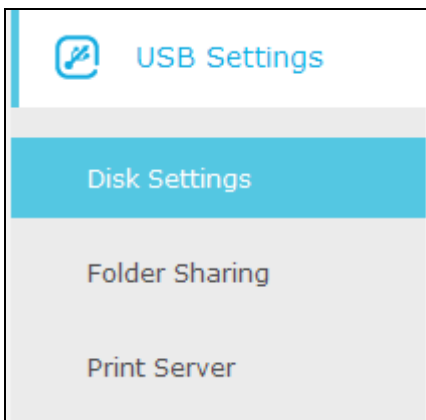 USB Settings
Disk Settings
Folder Sharing
Print Server